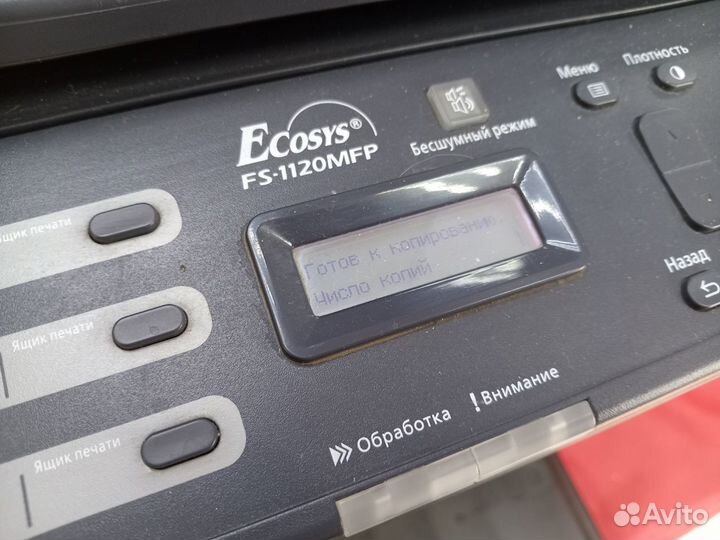 Меню
Плотность
Ecosys®
FS-1120MFP
Бесшумный режим
Ящик печати
Готов к копированию.
Число копий
Назад
Ящик печати
Обработка
! Внимание
Ящик печати
Avito